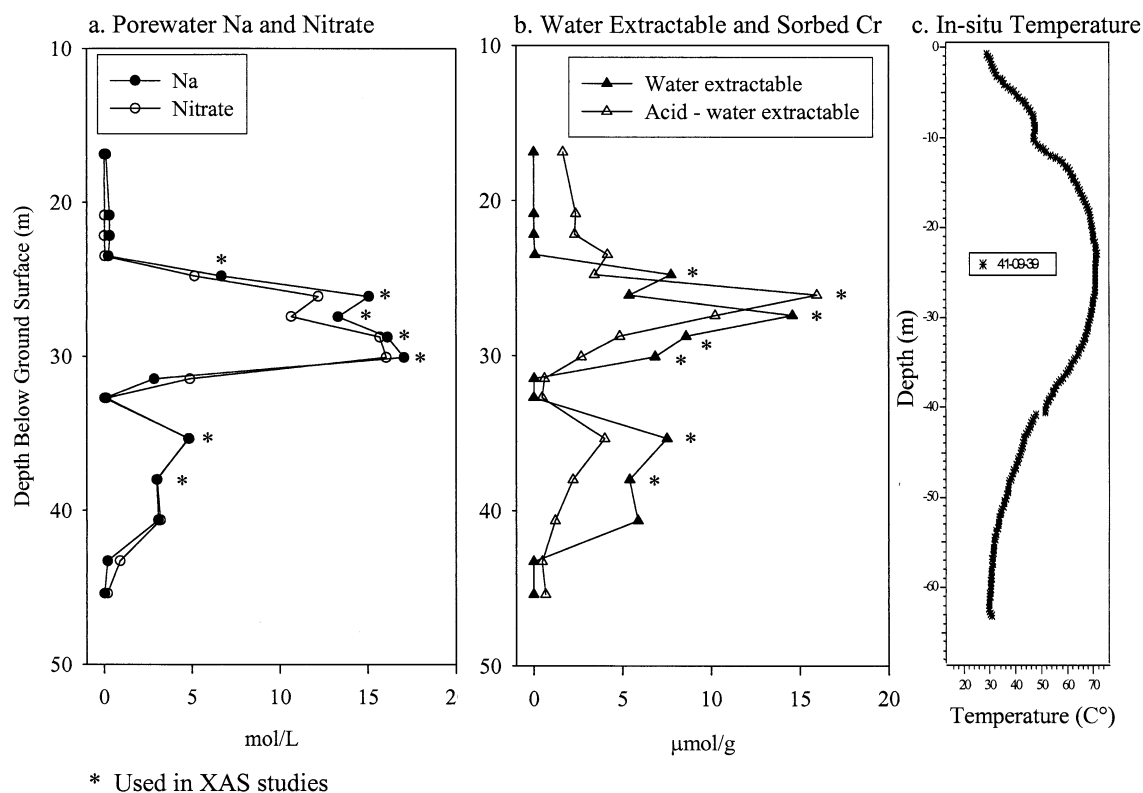 a. Porewater Na and Nitrate
b. Water Extractable and Sorbed Cr
c. In-situ Temperature
Na
Nitrate
10
20
30
40
50
Depth Below Ground Surface (m)
0
5
10
15
2
mol/L
Water extractable
Acid - water extractable
10
20
30
40
50
0
5
10
15
20
µmol/g
41-09-39
0
-10
-20
-30
-40
-50
-60
Depth (m)
20 30 40 50 60 70
Temperature (C°)
* Used in XAS studies